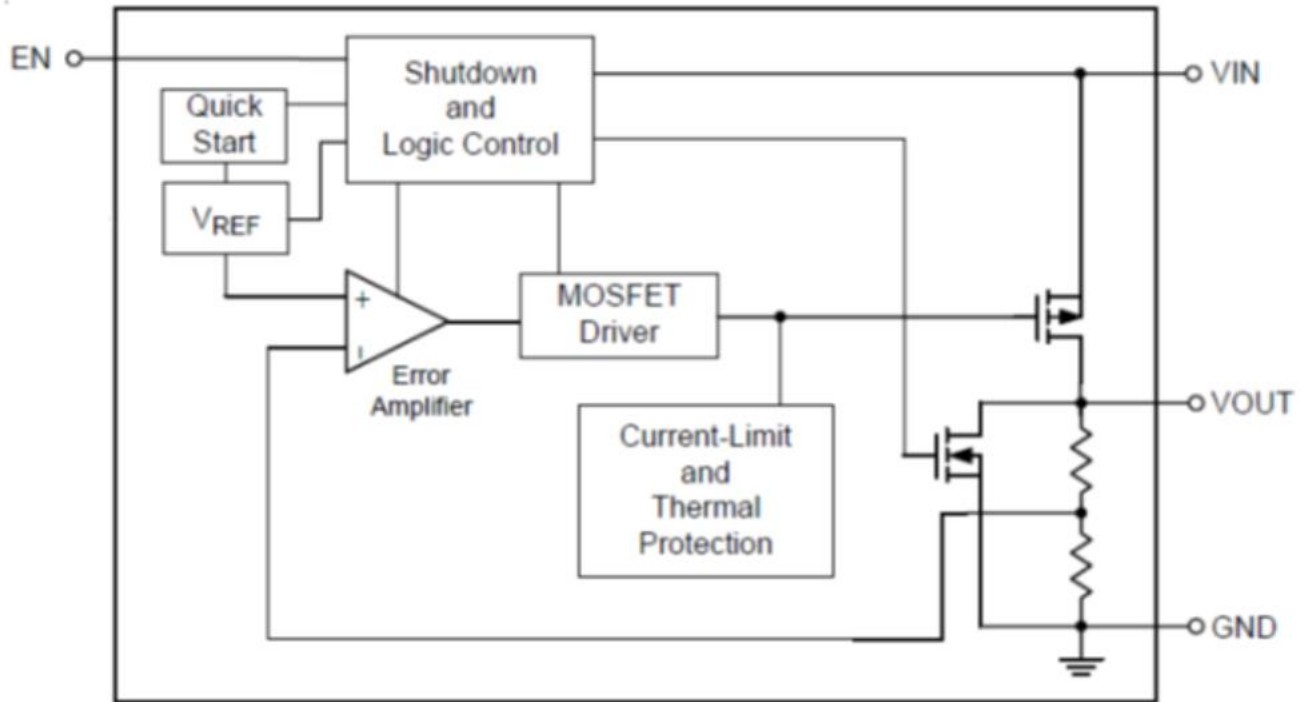 EN
Shutdown
and
Logic Control
VIN
Quick
Start
VREF
+
MOSFET
Driver
Error
Amplifier
VOUT
Current-Limit
and
Thermal
Protection
GND